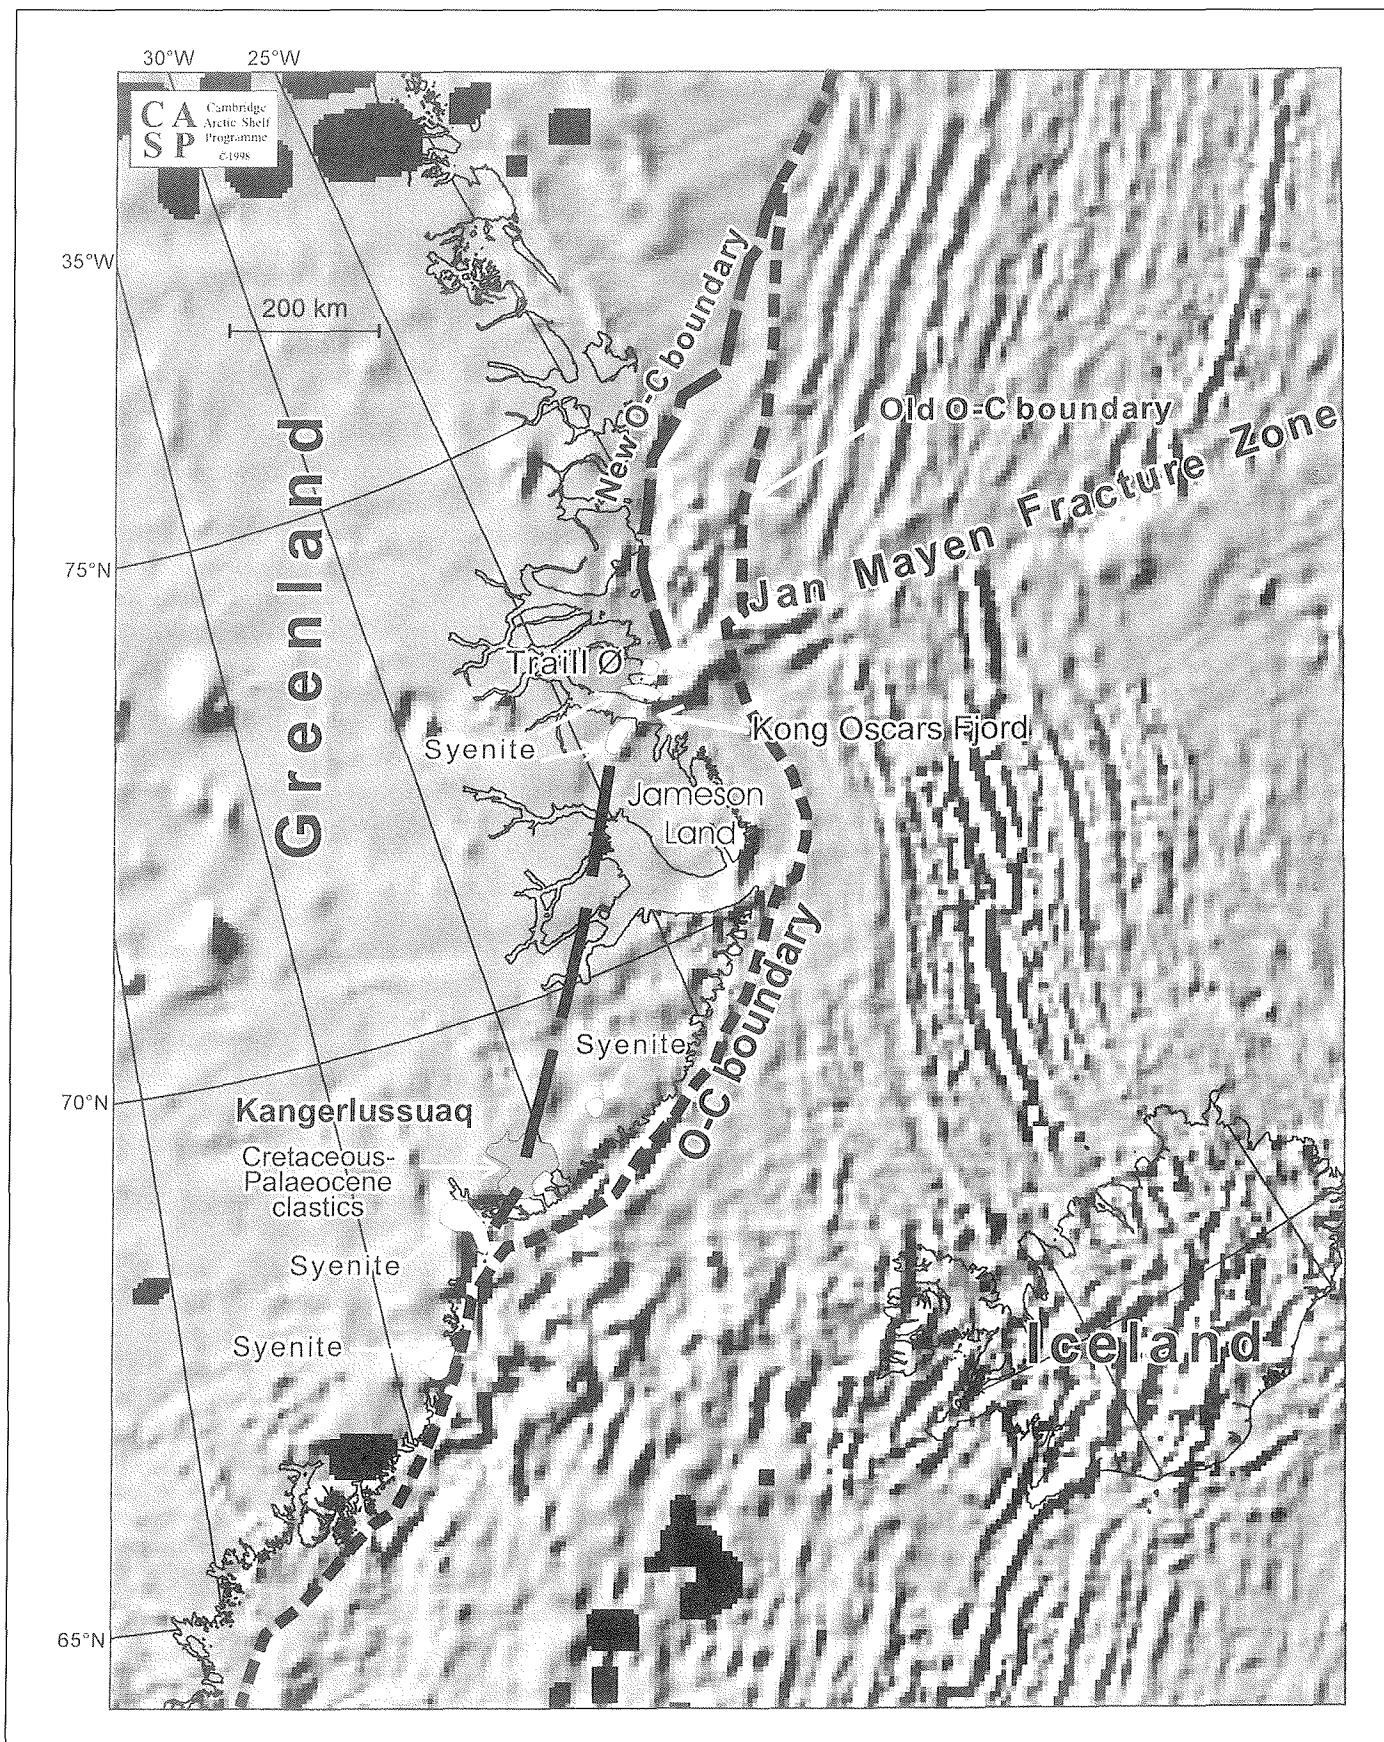 30°W 25°W
C A
S P
Cambridge
Arctic Shelf
Programme
©1998
35°W
200 km
New O-C boundary
Old O-C boundary
Greenland
Jan Mayen Fracture Zone
75°N
Traill Ø
Kong Oscars Fjord
Syenite
Jameson
Land
O-C boundary
Syenite
70°N
Kangerlussuaq
Cretaceous-
Palaeocene
clastics
Syenite
Iceland
Syenite
65°N